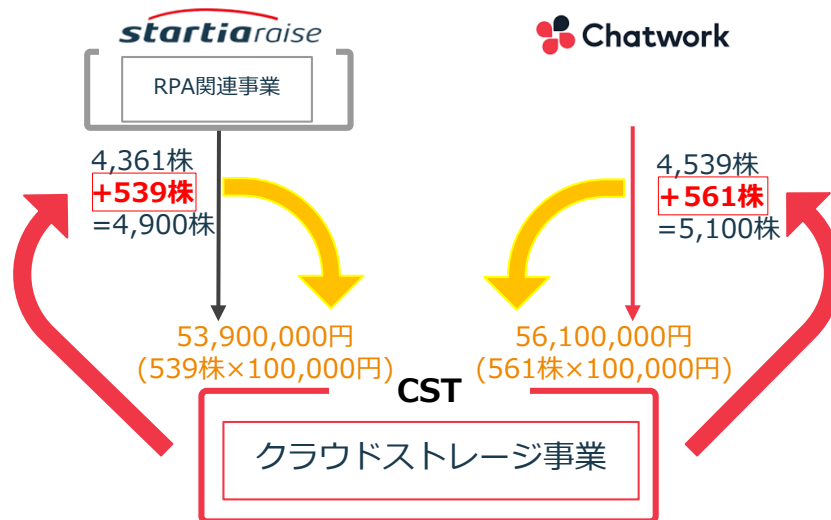 startiaraise
Chatwork
RPA関連事業
4,361株
+539株
=4,900株
4,539株
+561株
=5,100株
53,900,000円
(539株×100,000円)
56,100,000円
(561株×100,000円)
CST
クラウドストレージ事業